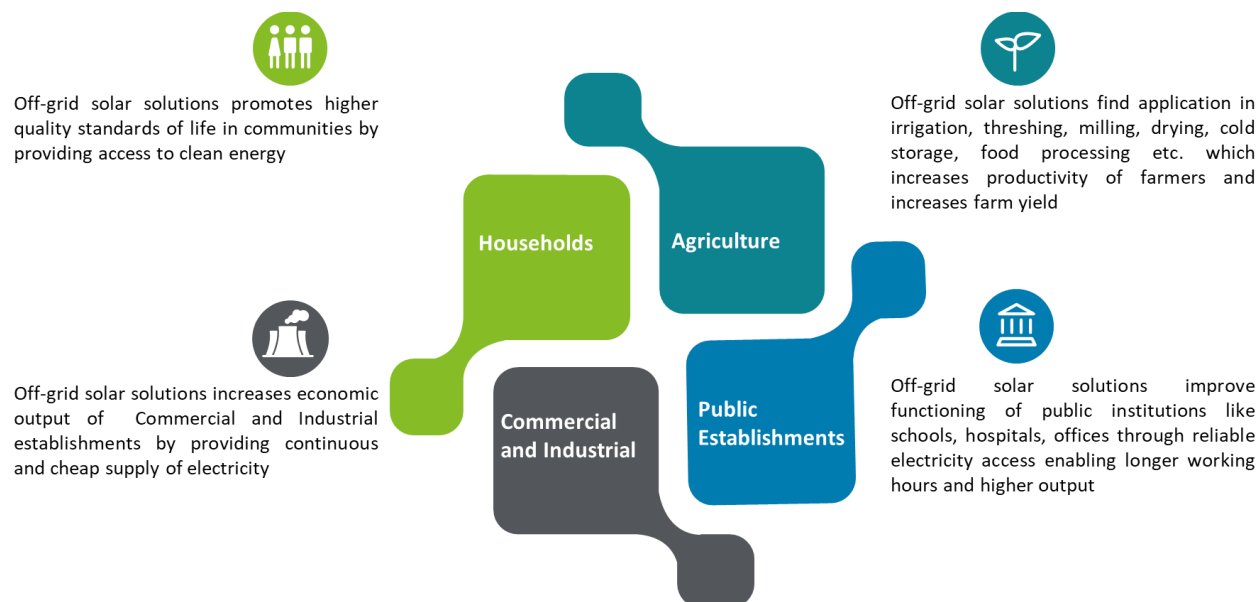 Off-grid solar solutions promotes higher
quality standards of life in communities by
providing access to clean energy
Off-grid solar solutions find application in
irrigation, threshing, milling, drying, cold
storage, food processing etc. which
increases productivity of farmers and
increases farm yield
Households
Agriculture
Off-grid solar solutions increases economic
output of Commercial and Industrial
establishments by providing continuous
and cheap supply of electricity
Commercial
and Industrial
Public
Establishments
Off-grid solar solutions improve
functioning of public institutions like
schools, hospitals, offices through reliable
electricity access enabling longer working
hours and higher output